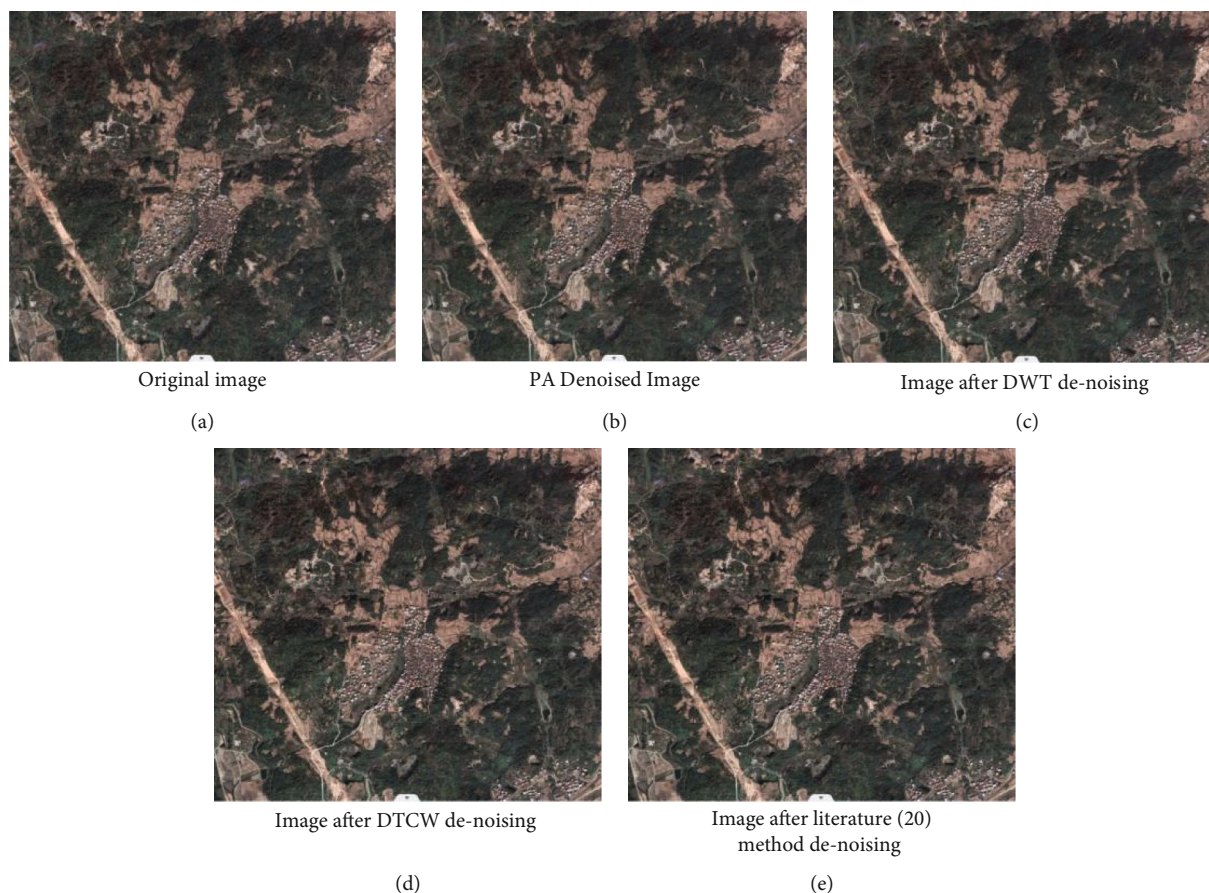 Original image
PA Denoised Image
Image after DWT de-noising
(a)
(b)
(c)
Image after DTCW de-noising
Image after literature (20)
method de-noising
(d)
(e)